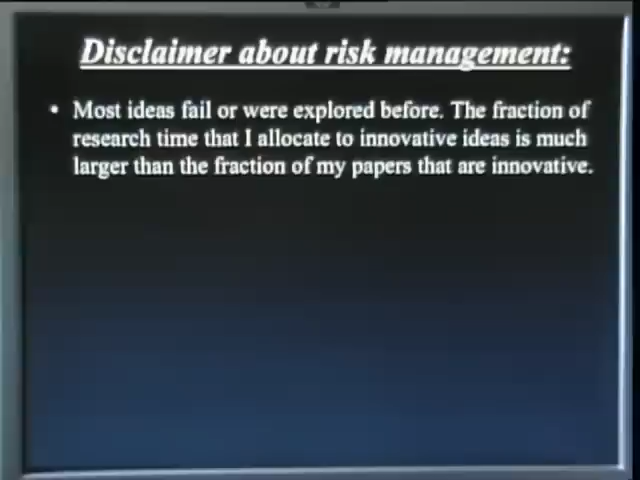 Disclaimer about risk management:
• Most ideas fail or were explored before. The fraction of
research time that I allocate to innovative ideas is much
larger than the fraction of my papers that are innovative.